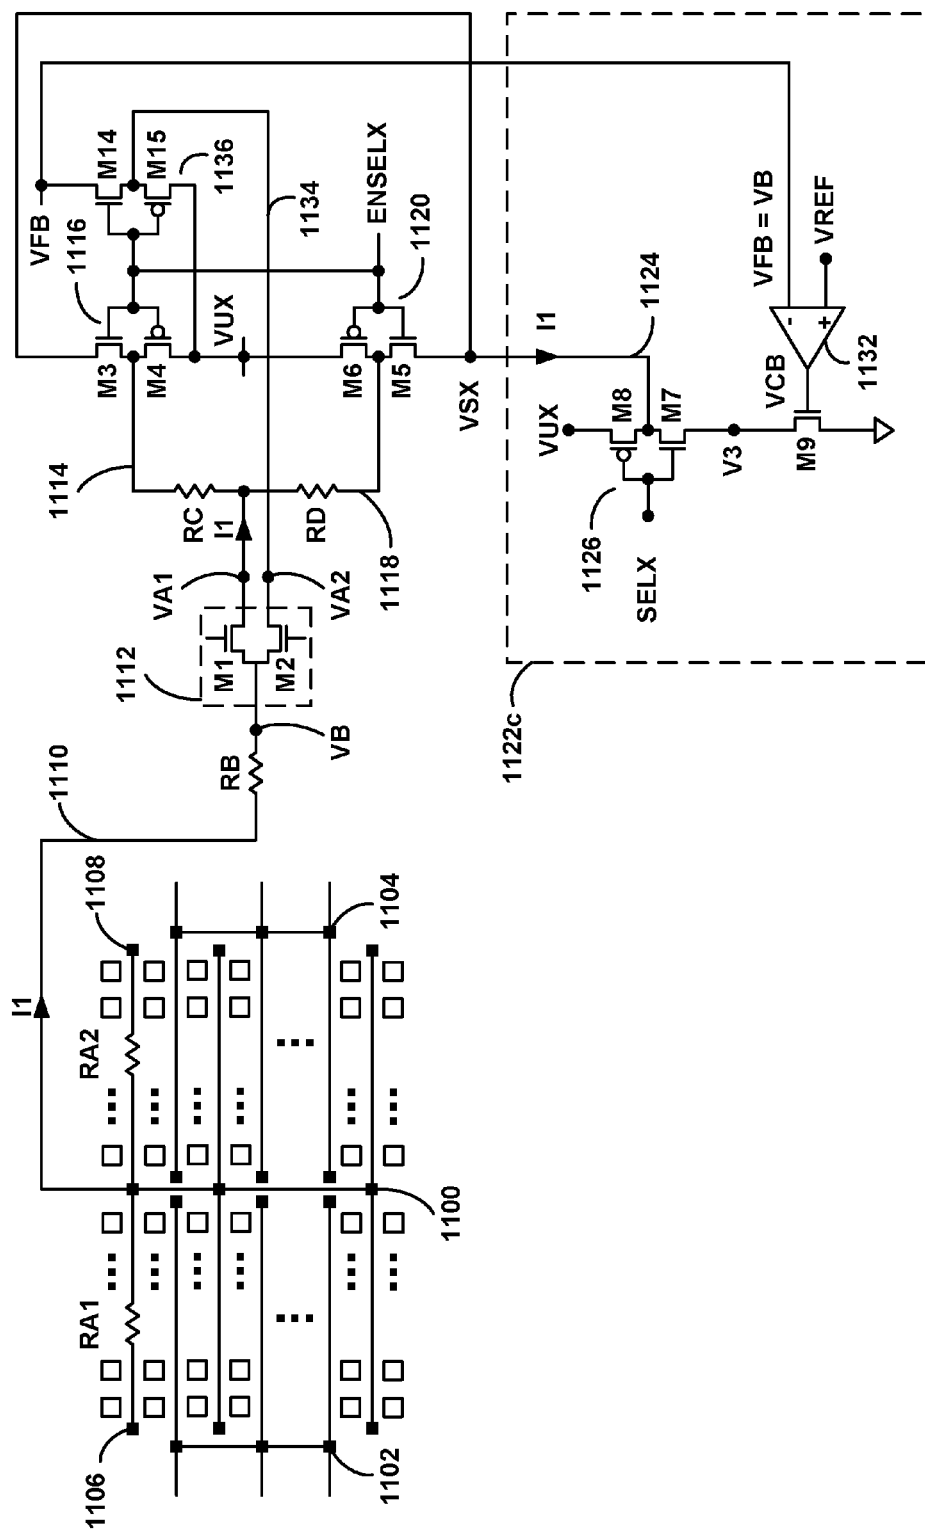 I1
1110
1106
RA1
RA2
1108
1102
1100
1104
RB
VB
1112
M1
M2
VA1
VA2
I1
RC
RD
1114
1118
M3
M4
1116
VFB
M14
M15
1136
1134
VUX
M6
M5
ENSELX
1120
VSX
I1
1122c
VUX
M8
M7
1124
1126
SELX
V3
M9
VCB
-
+
1132
VFB = VB
VREF